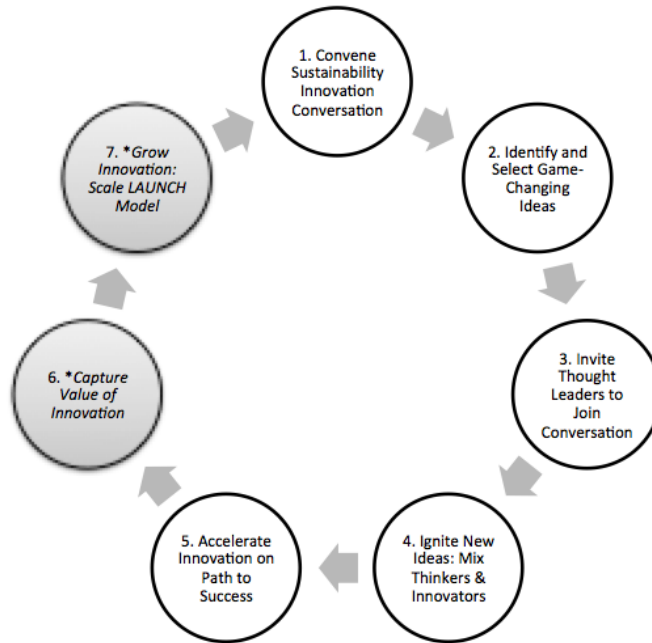 1. Convene
Sustainability
Innovation
Conversation
2. Identify and
Select Game-
Changing
Ideas
3. Invite
Thought
Leaders to
Join
Conversation
4. Ignite New
Ideas: Mix
Thinkers &
Innovators
5. Accelerate
Innovation on
Path to
Success
6. *Capture
Value of
Innovation
7. *Grow
Innovation:
Scale LAUNCH
Model